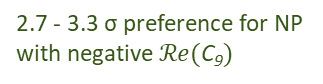 2.7 - 3.3 σ preference for NP
with negative ℛe(C₉)